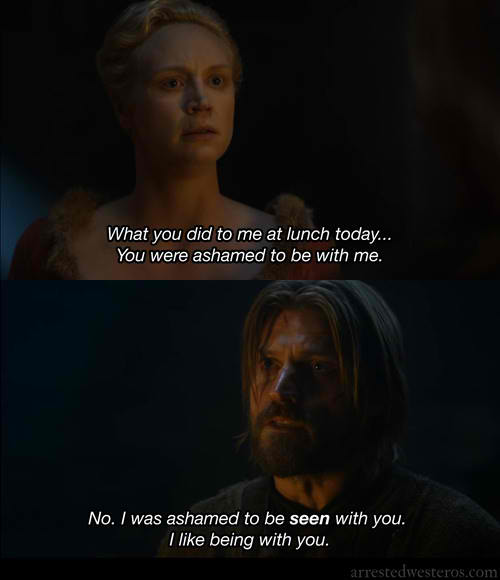 What you did to me at lunch today...
You were ashamed to be with me.
No. I was ashamed to be seen with you.
I like being with you.
arrestedwesteros.com